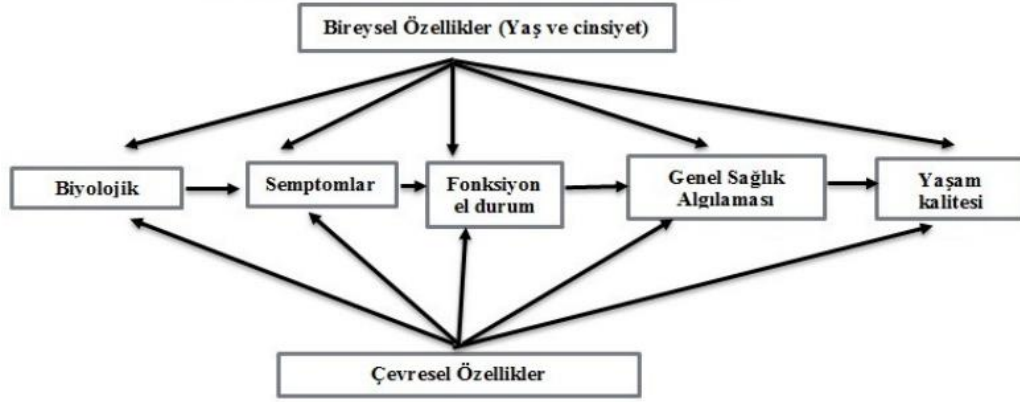 Bireysel Özellikler (Yaş ve cinsiyet)
Biyolojik
Semptomlar
Fonksiyon
el durum
Genel Sağlık
Algılaması
Yaşam
kalitesi
Çevresel Özellikler